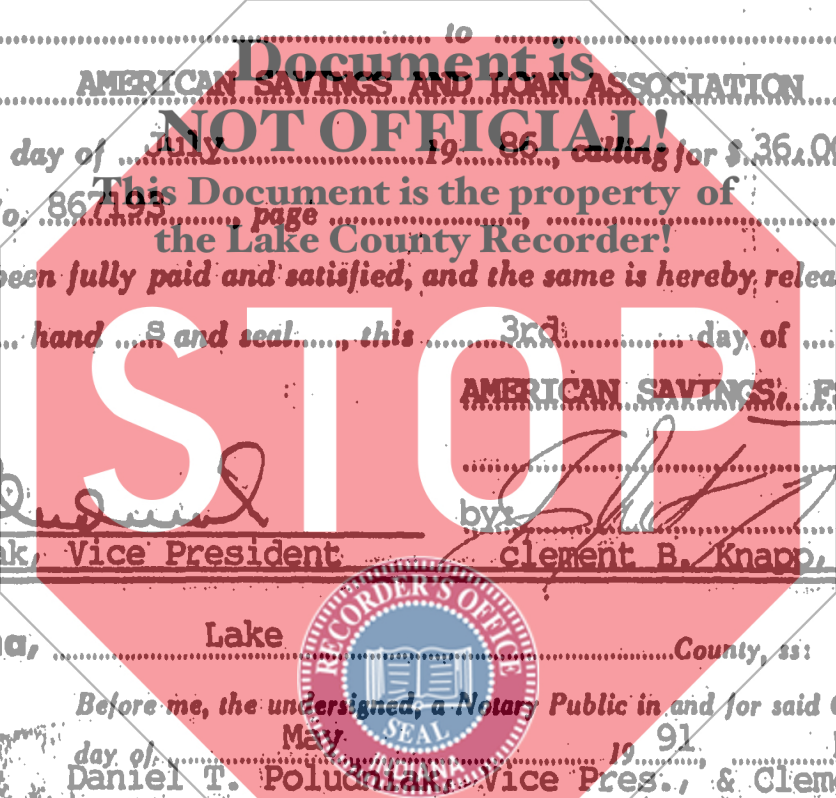 to
Document is
AMERICAN SAVINGS AND LOAN ASSOCIATION
NOT OFFICIAL!
day of July 19 86, calling for $ 36,00
This Document is the property of
o. 867193 page
the Lake County Recorder!
een fully paid and satisfied, and the same is hereby relea
hand S and seal, this 3rd day of
STOP
AMERICAN SAVINGS, F
by:
ak, Vice President Clement B. Knapp,
RECORDER'S OFFICE
a, Lake County, ss:
Before me, the undersigned, a Notary Public in and for said
SEAL
day of May 19 91
Daniel T. Poludniak, Vice Pres., & Clem